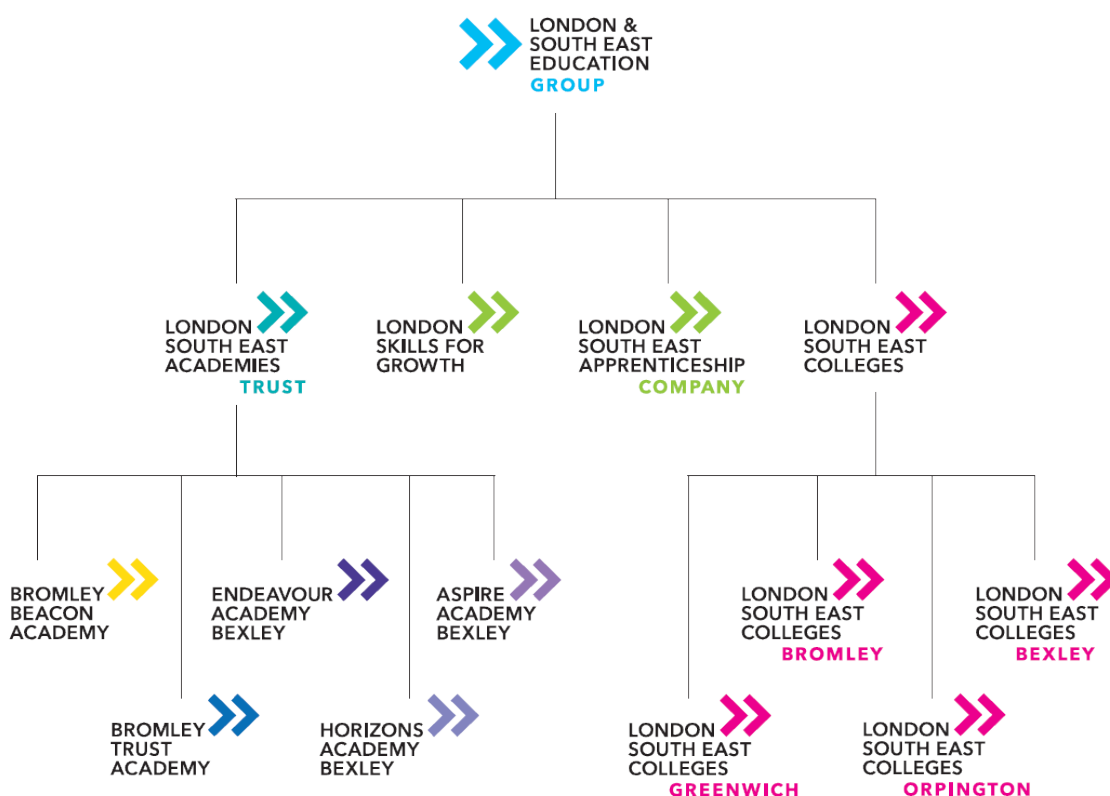 LONDON &
SOUTH EAST
EDUCATION
GROUP
LONDON
SOUTH EAST
ACADEMIES
TRUST
LONDON
SKILLS FOR
GROWTH
LONDON
SOUTH EAST
APPRENTICESHIP
COMPANY
LONDON
SOUTH EAST
COLLEGES
BROMLEY
BEACON
ACADEMY
ENDEAVOUR
ACADEMY
BEXLEY
ASPIRE
ACADEMY
BEXLEY
LONDON
SOUTH EAST
COLLEGES
BROMLEY
LONDON
SOUTH EAST
COLLEGES
BEXLEY
BROMLEY
TRUST
ACADEMY
HORIZONS
ACADEMY
BEXLEY
LONDON
SOUTH EAST
COLLEGES
GREENWICH
LONDON
SOUTH EAST
COLLEGES
ORPINGTON